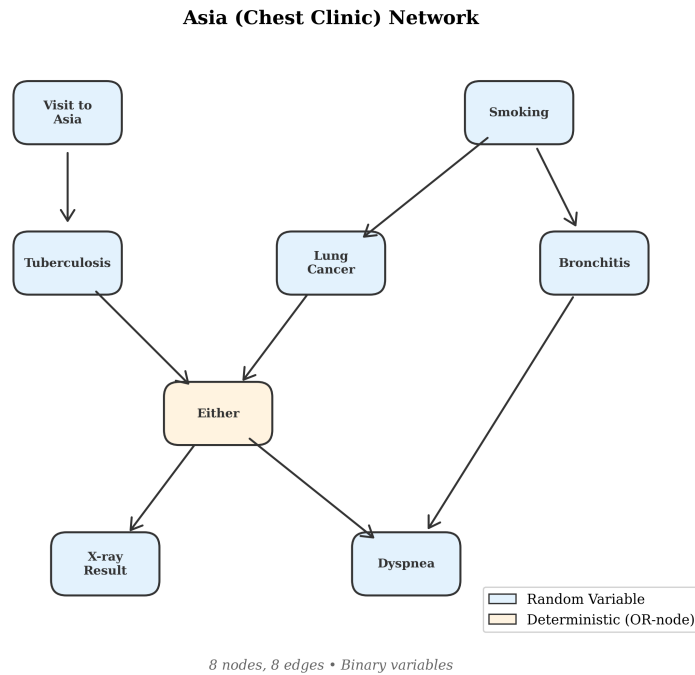 Asia (Chest Clinic) Network
Visit to
Asia
Smoking
Tuberculosis
Lung
Cancer
Bronchitis
Either
X-ray
Result
Dyspnea
Random Variable
Deterministic (OR-node)
8 nodes, 8 edges • Binary variables